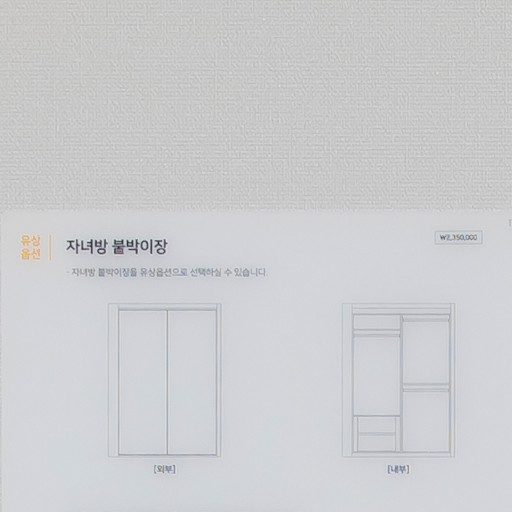 유상
옵션
자녀방 붙박이장
₩2,350,000
· 자녀방 붙박이장을 유상옵션으로 선택하실 수 있습니다.
[외부]
[내부]